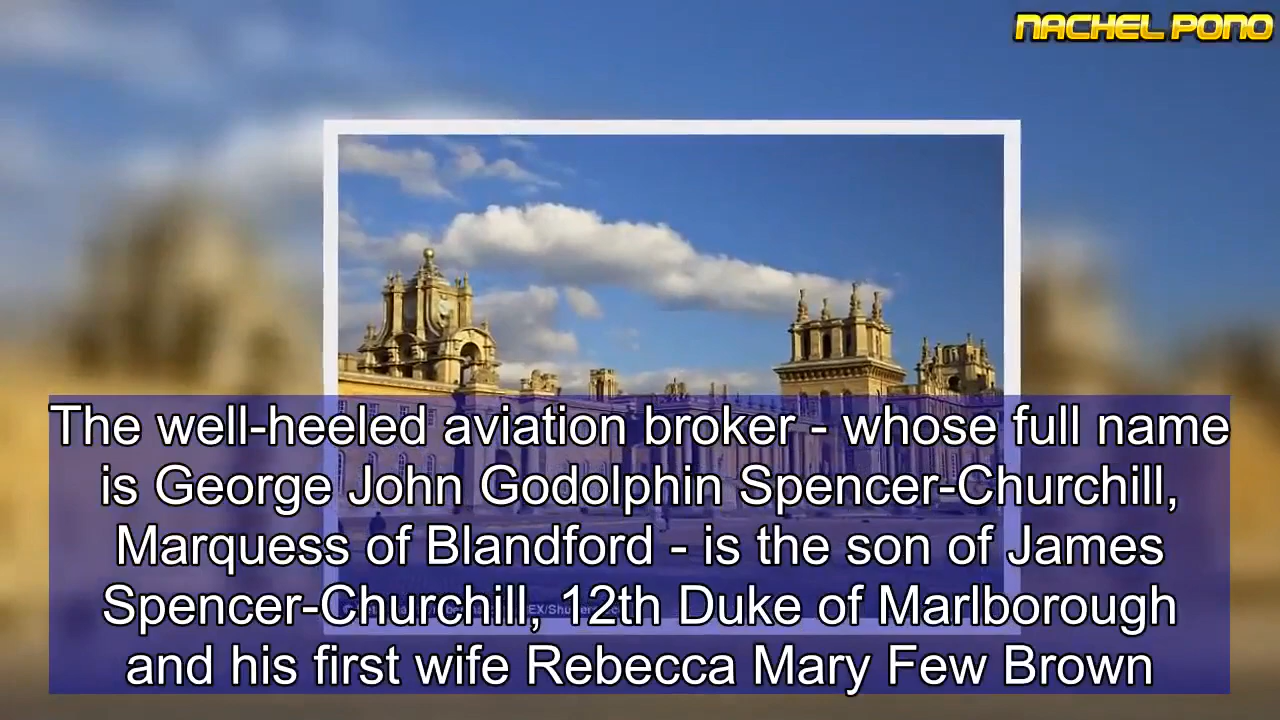 NACHEL PONO
The well-heeled aviation broker - whose full name
is George John Godolphin Spencer-Churchill,
Marquess of Blandford - is the son of James
Spencer-Churchill, 12th Duke of Marlborough
and his first wife Rebecca Mary Few Brown